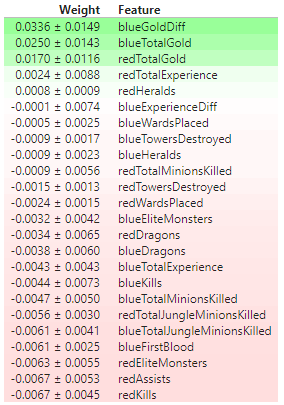 Weight Feature
0.0336 ± 0.0149 blueGoldDiff
0.0250 ± 0.0143 blueTotalGold
0.0170 ± 0.0116 redTotalGold
0.0024 ± 0.0088 redTotalExperience
0.0008 ± 0.0009 redHeralds
-0.0001 ± 0.0074 blueExperienceDiff
-0.0005 ± 0.0025 blueWardsPlaced
-0.0009 ± 0.0017 blueTowersDestroyed
-0.0009 ± 0.0023 blueHeralds
-0.0009 ± 0.0056 redTotalMinionsKilled
-0.0015 ± 0.0013 redTowersDestroyed
-0.0024 ± 0.0015 redWardsPlaced
-0.0032 ± 0.0042 blueEliteMonsters
-0.0034 ± 0.0065 redDragons
-0.0038 ± 0.0060 blueDragons
-0.0043 ± 0.0043 blueTotalExperience
-0.0044 ± 0.0073 blueKills
-0.0047 ± 0.0050 blueTotalMinionsKilled
-0.0056 ± 0.0030 redTotalJungleMinionsKilled
-0.0061 ± 0.0041 blueTotalJungleMinionsKilled
-0.0061 ± 0.0025 blueFirstBlood
-0.0063 ± 0.0055 redEliteMonsters
-0.0067 ± 0.0053 redAssists
-0.0067 ± 0.0045 redKills